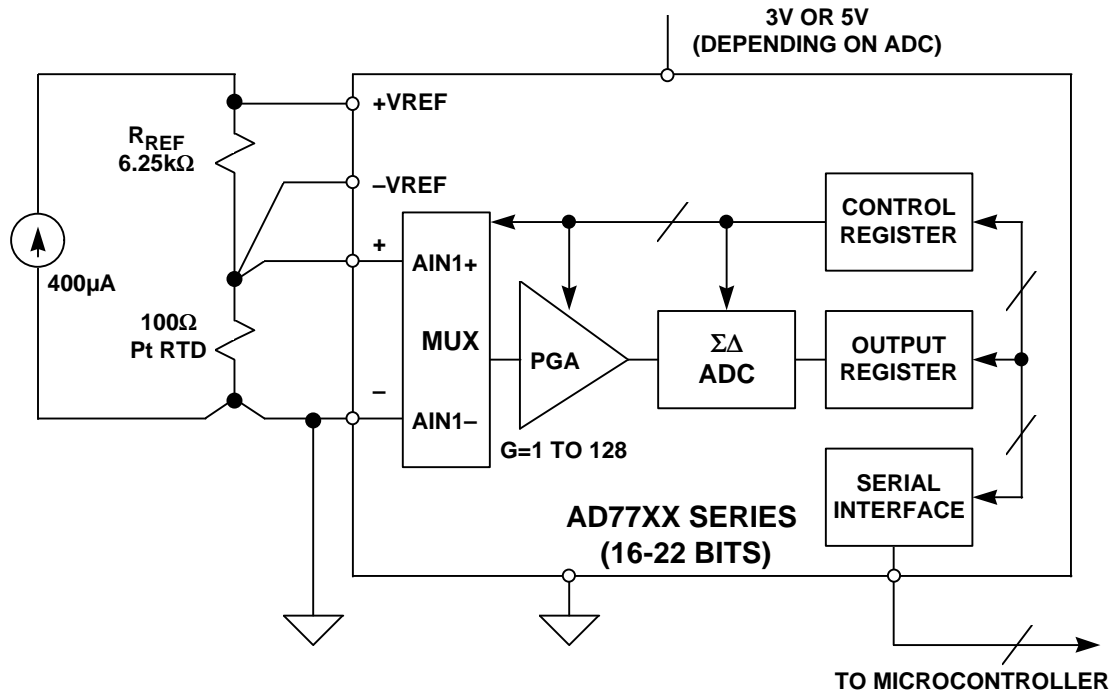 3V OR 5V
(DEPENDING ON ADC)
+VREF
RREF
6.25kΩ
–VREF
+
400µA
AIN1+
100Ω
Pt RTD
MUX
PGA
ΣΔ
ADC
CONTROL
REGISTER
OUTPUT
REGISTER
–
AIN1–
G=1 TO 128
SERIAL
INTERFACE
AD77XX SERIES
(16-22 BITS)
TO MICROCONTROLLER